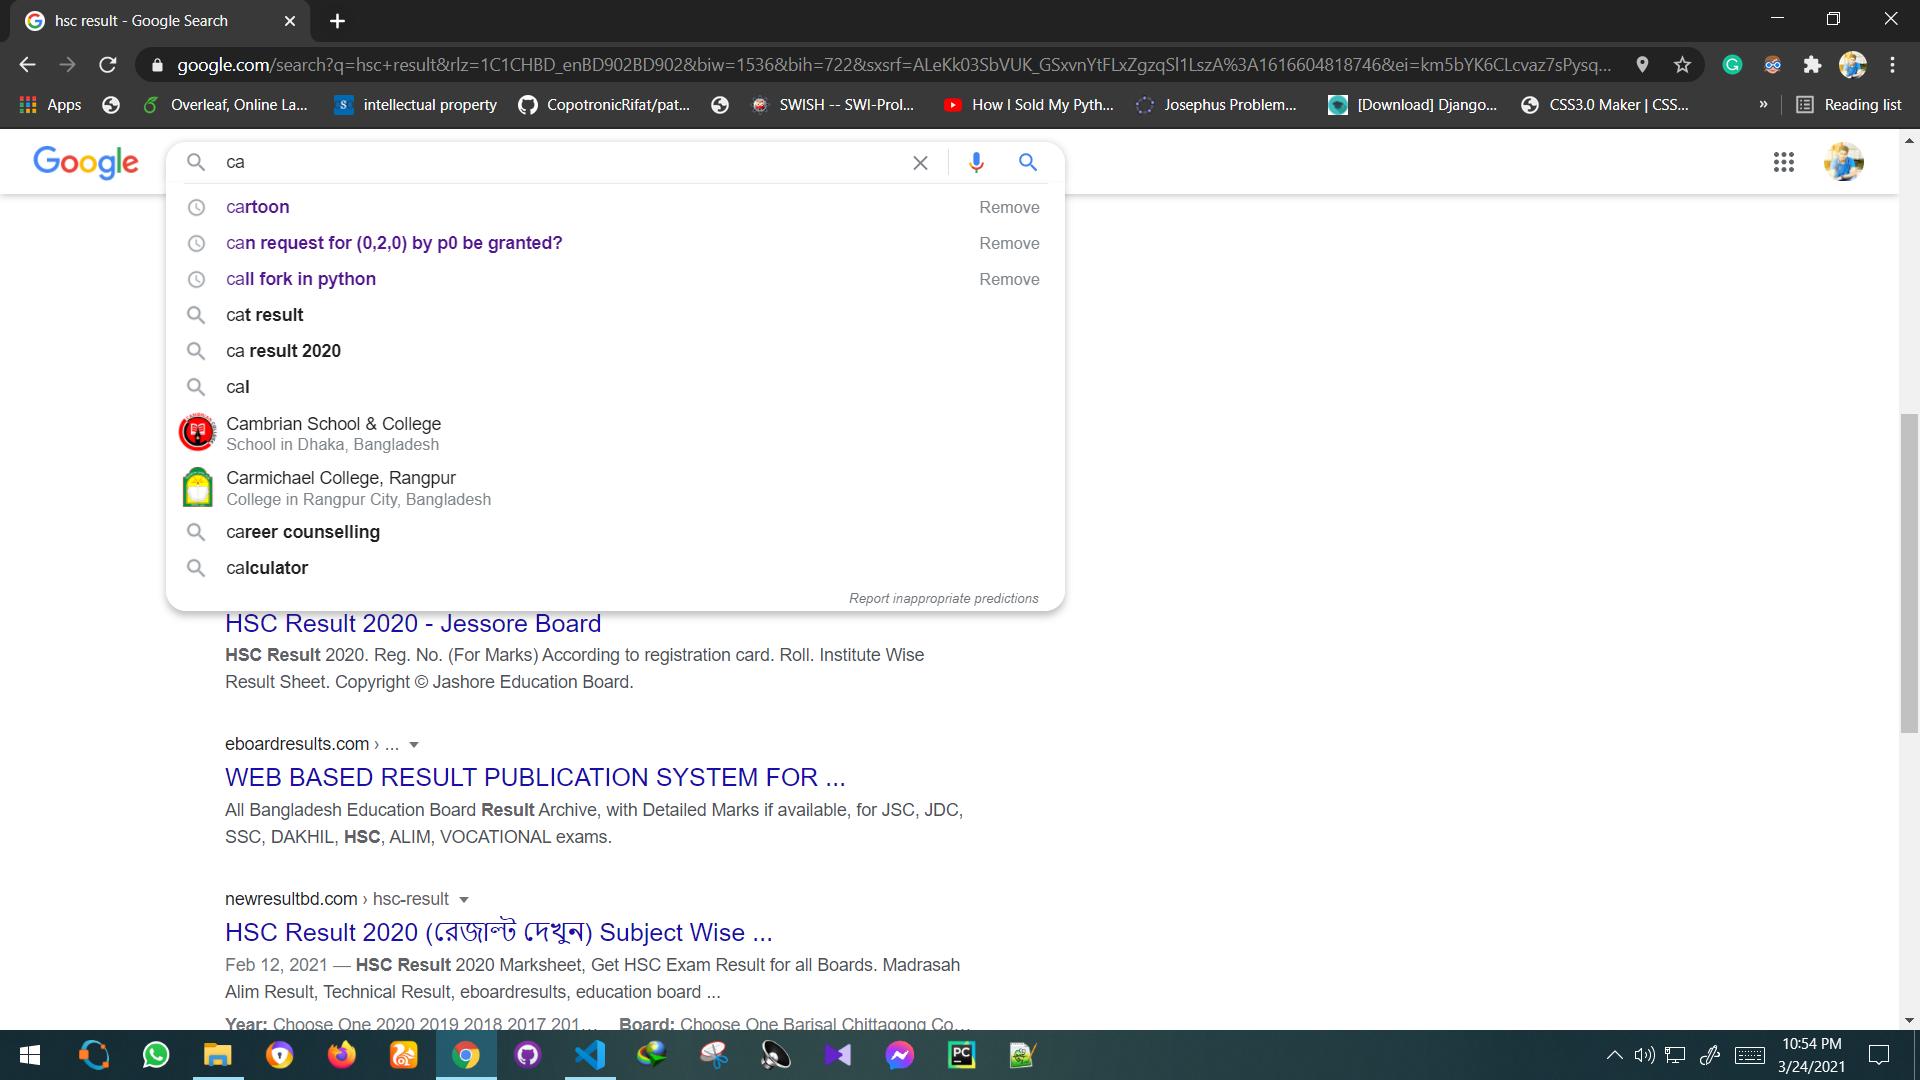 hsc result - Google Search
google.com/search?q=hsc+result&rlz=1C1CHBD_enBD902BD902&biw=1536&bih=722&sxsrf=ALeKk03SbVUK_GSxvnYtFLxZgzqSl1LszA%3A1616604818746&ei=km5bYK6CLcvaz7sPysq...
Apps Overleaf, Online La... intellectual property CopotronicRifat/pat... SWISH -- SWI-Prol... How I Sold My Pyth... Josephus Problem... [Download] Django... CSS3.0 Maker | CSS... » Reading list
Google ca
cartoon Remove
can request for (0,2,0) by p0 be granted? Remove
call fork in python Remove
cat result
ca result 2020
cal
Cambrian School & College
School in Dhaka, Bangladesh
Carmichael College, Rangpur
College in Rangpur City, Bangladesh
career counselling
calculator
Report inappropriate predictions
HSC Result 2020 - Jessore Board
HSC Result 2020. Reg. No. (For Marks) According to registration card. Roll. Institute Wise
Result Sheet. Copyright © Jashore Education Board.
eboardresults.com › ...
WEB BASED RESULT PUBLICATION SYSTEM FOR ...
All Bangladesh Education Board Result Archive, with Detailed Marks if available, for JSC, JDC,
SSC, DAKHIL, HSC, ALIM, VOCATIONAL exams.
newresultbd.com › hsc-result
HSC Result 2020 (রেজাল্ট দেখুন) Subject Wise ...
Feb 12, 2021 — HSC Result 2020 Marksheet, Get HSC Exam Result for all Boards. Madrasah
Alim Result, Technical Result, eboardresults, education board ...
Year: Choose One 2020 2019 2018 2017 201... Board: Choose One Barisal Chittagong Co...
10:54 PM
3/24/2021